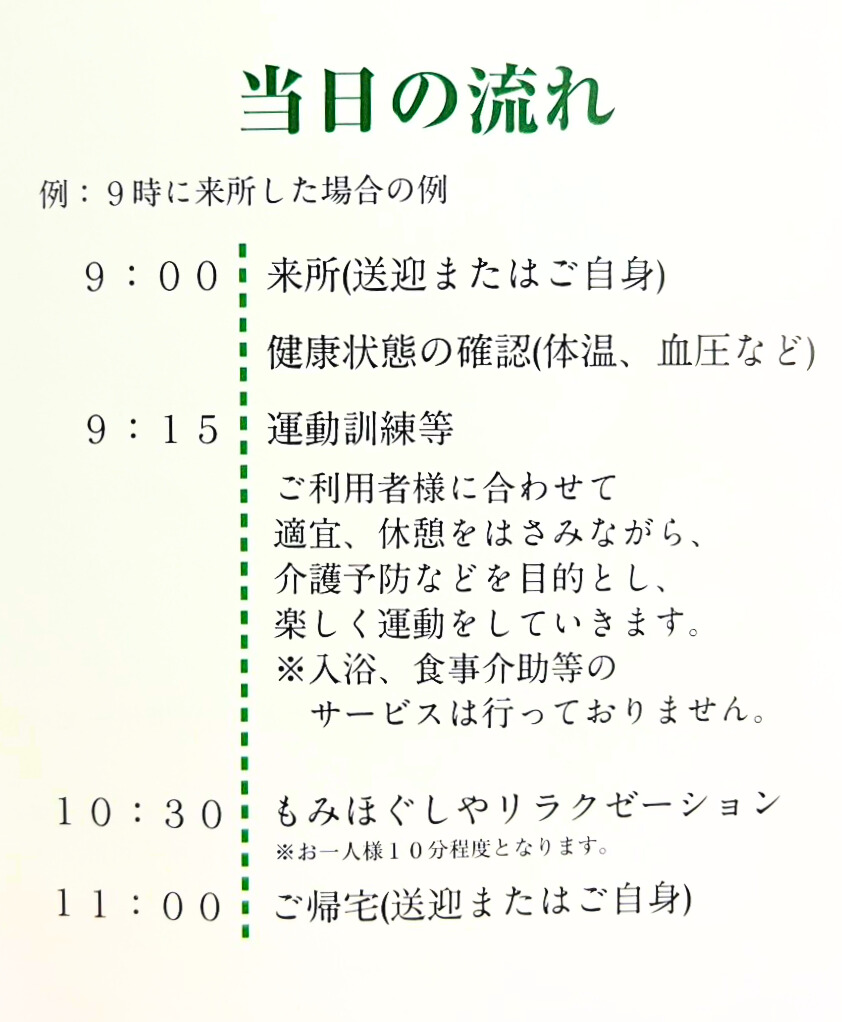 当日の流れ
例：９時に来所した場合の例
９：００ 来所(送迎またはご自身)
健康状態の確認(体温、血圧など)
９：１５ 運動訓練等
ご利用者様に合わせて
適宜、休憩をはさみながら、
介護予防などを目的とし、
楽しく運動をしていきます。
※入浴、食事介助等の
サービスは行っておりません。
１０：３０ もみほぐしやリラクゼーション
※お一人様１０分程度となります。
１１：００ ご帰宅(送迎またはご自身)